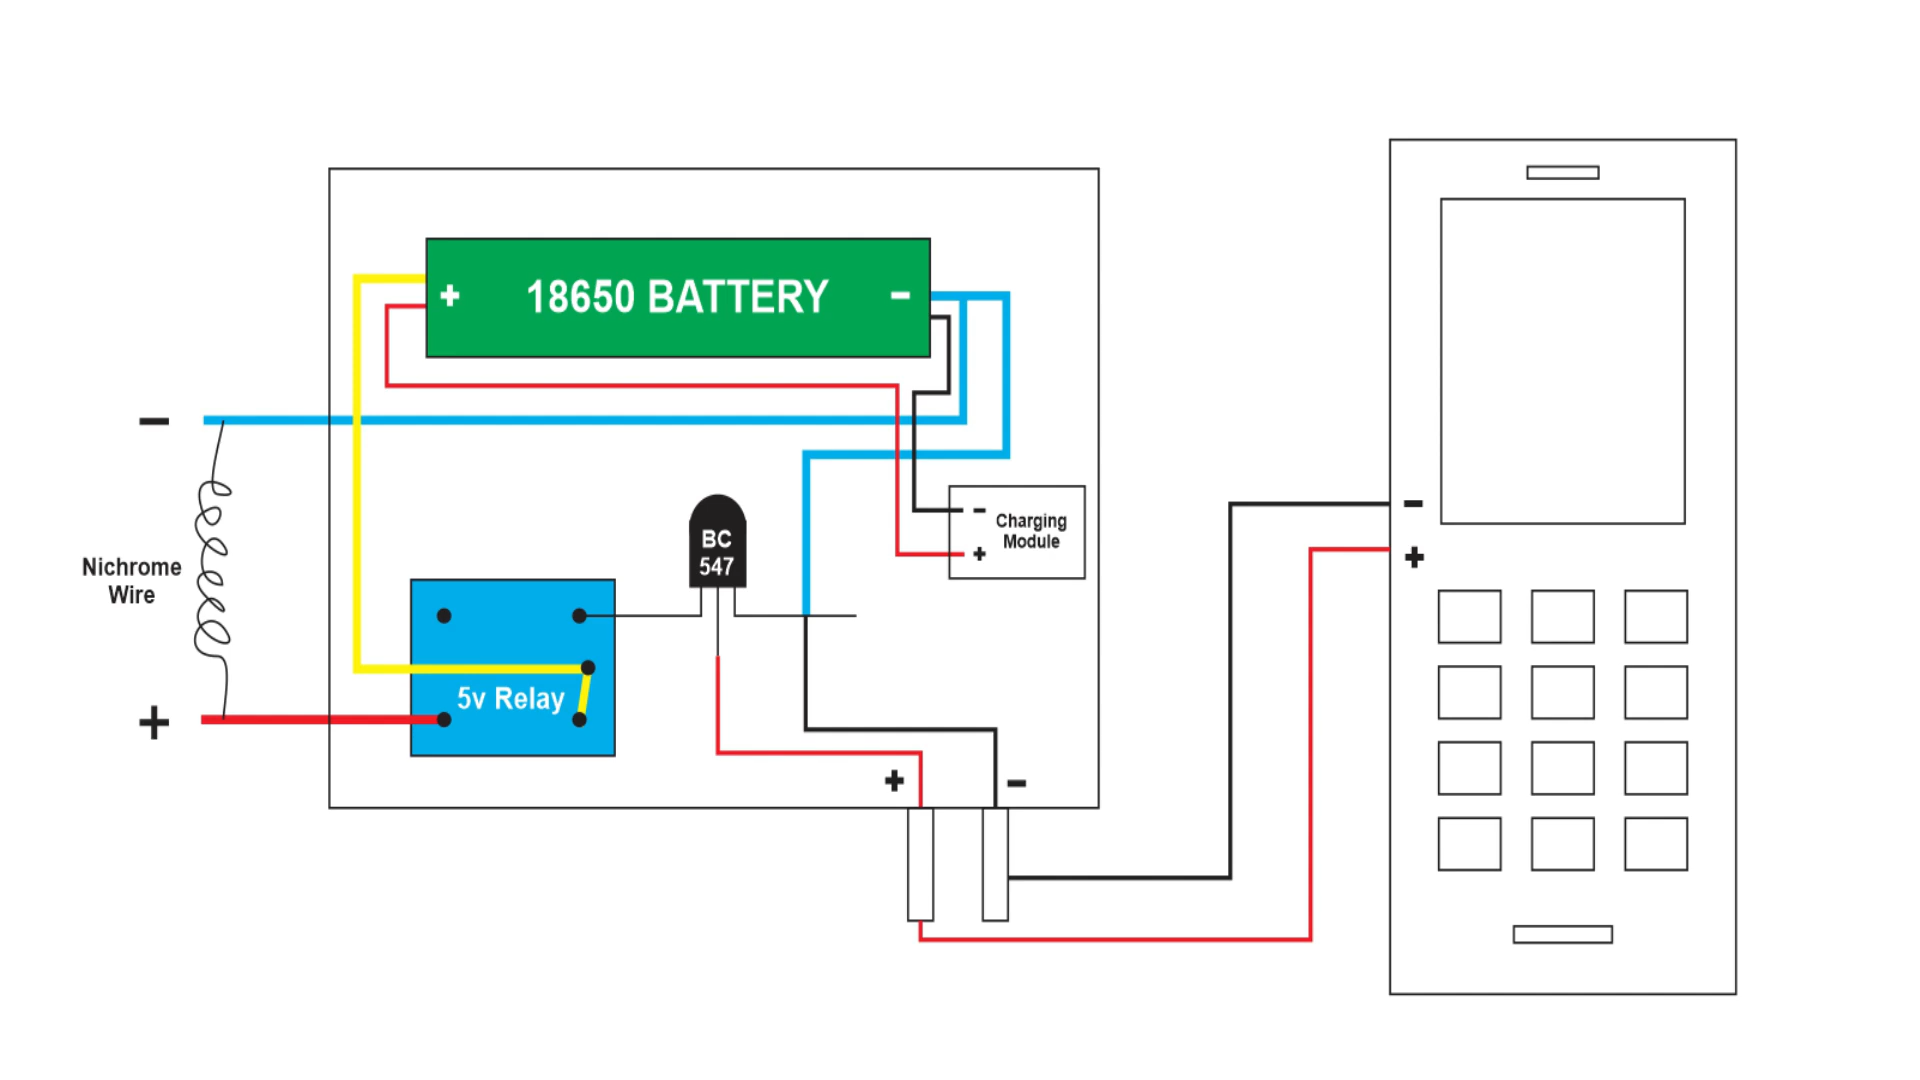 + 18650 BATTERY −
−
BC
547
− Charging
+ Module
−
+
Nichrome
Wire
5v Relay
+
+ −